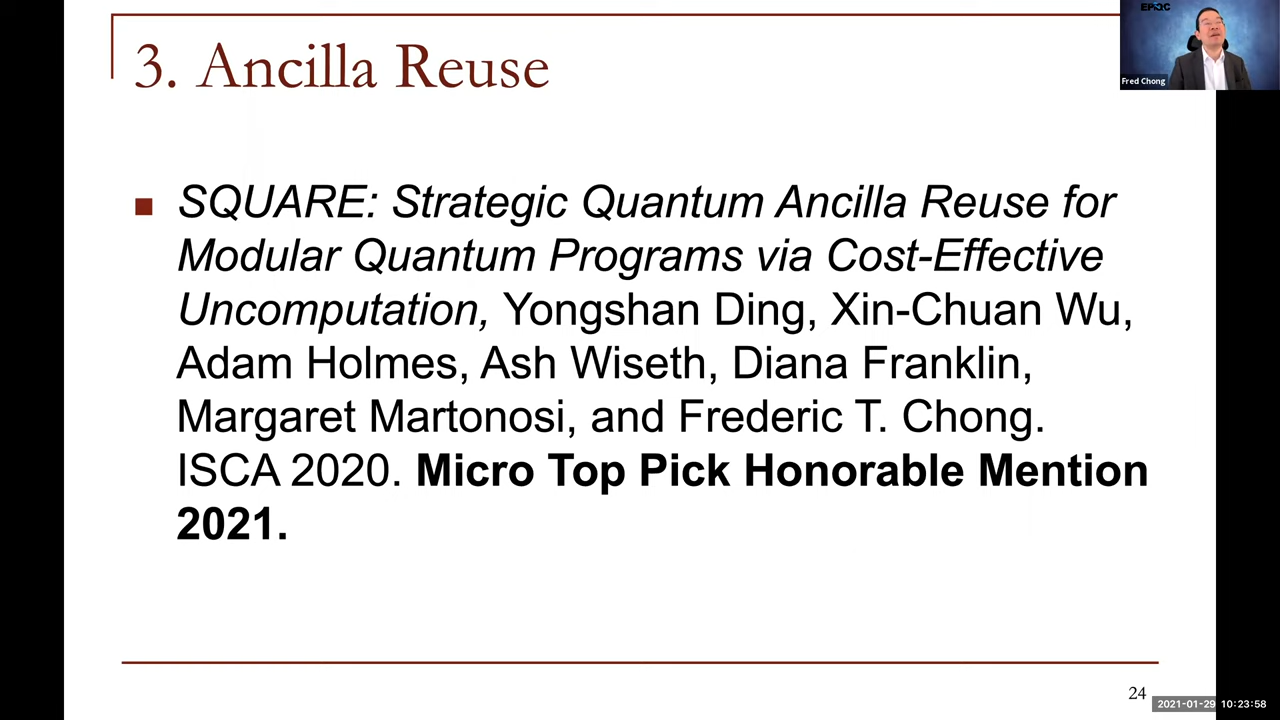 3. Ancilla Reuse
SQUARE: Strategic Quantum Ancilla Reuse for
Modular Quantum Programs via Cost-Effective
Uncomputation, Yongshan Ding, Xin-Chuan Wu,
Adam Holmes, Ash Wiseth, Diana Franklin,
Margaret Martonosi, and Frederic T. Chong.
ISCA 2020. Micro Top Pick Honorable Mention
2021.
24
EPiQC
Fred Chong
2021-01-29 10:23:58